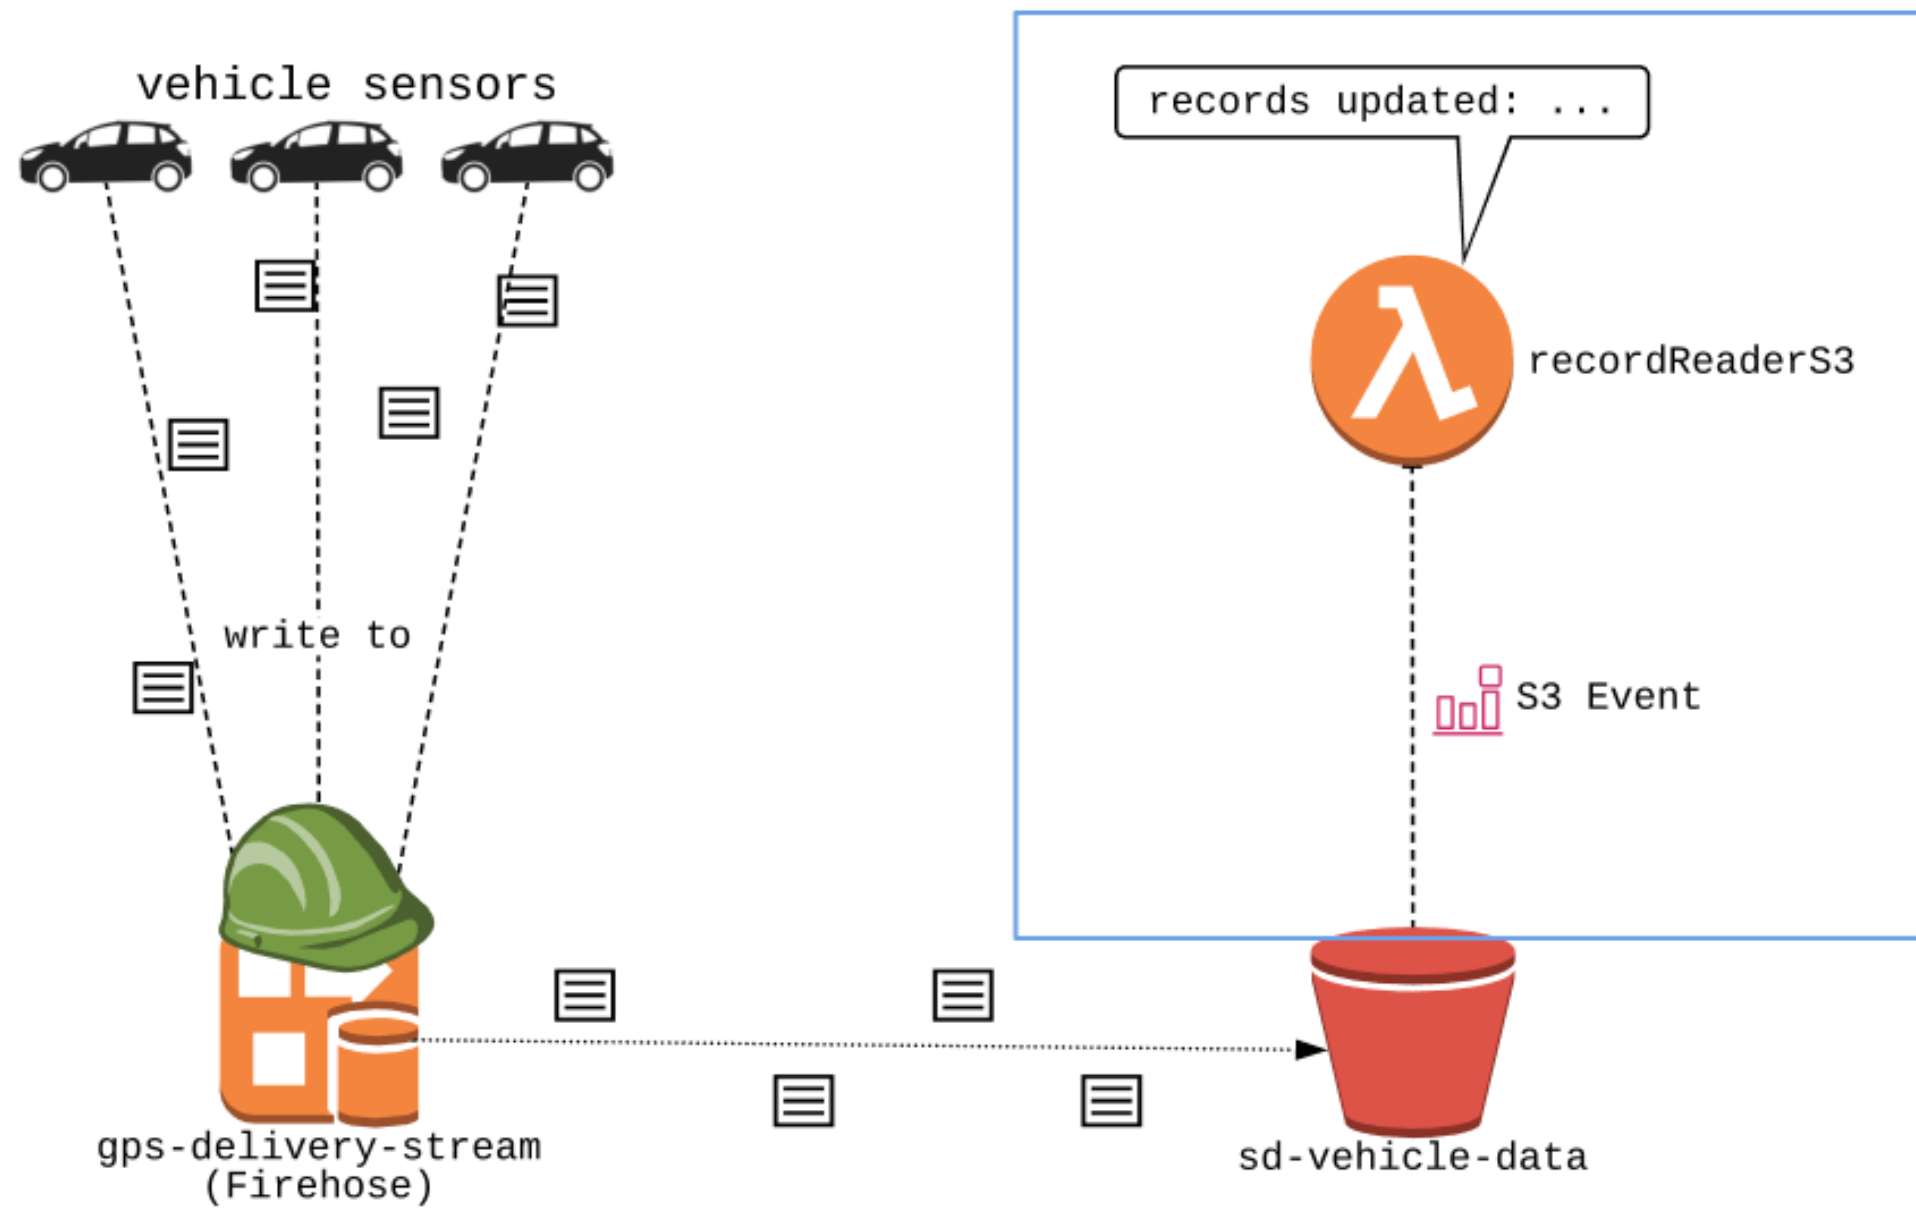 vehicle sensors
records updated: ...
recordReaderS3
write to
S3 Event
gps-delivery-stream
(Firehose)
sd-vehicle-data